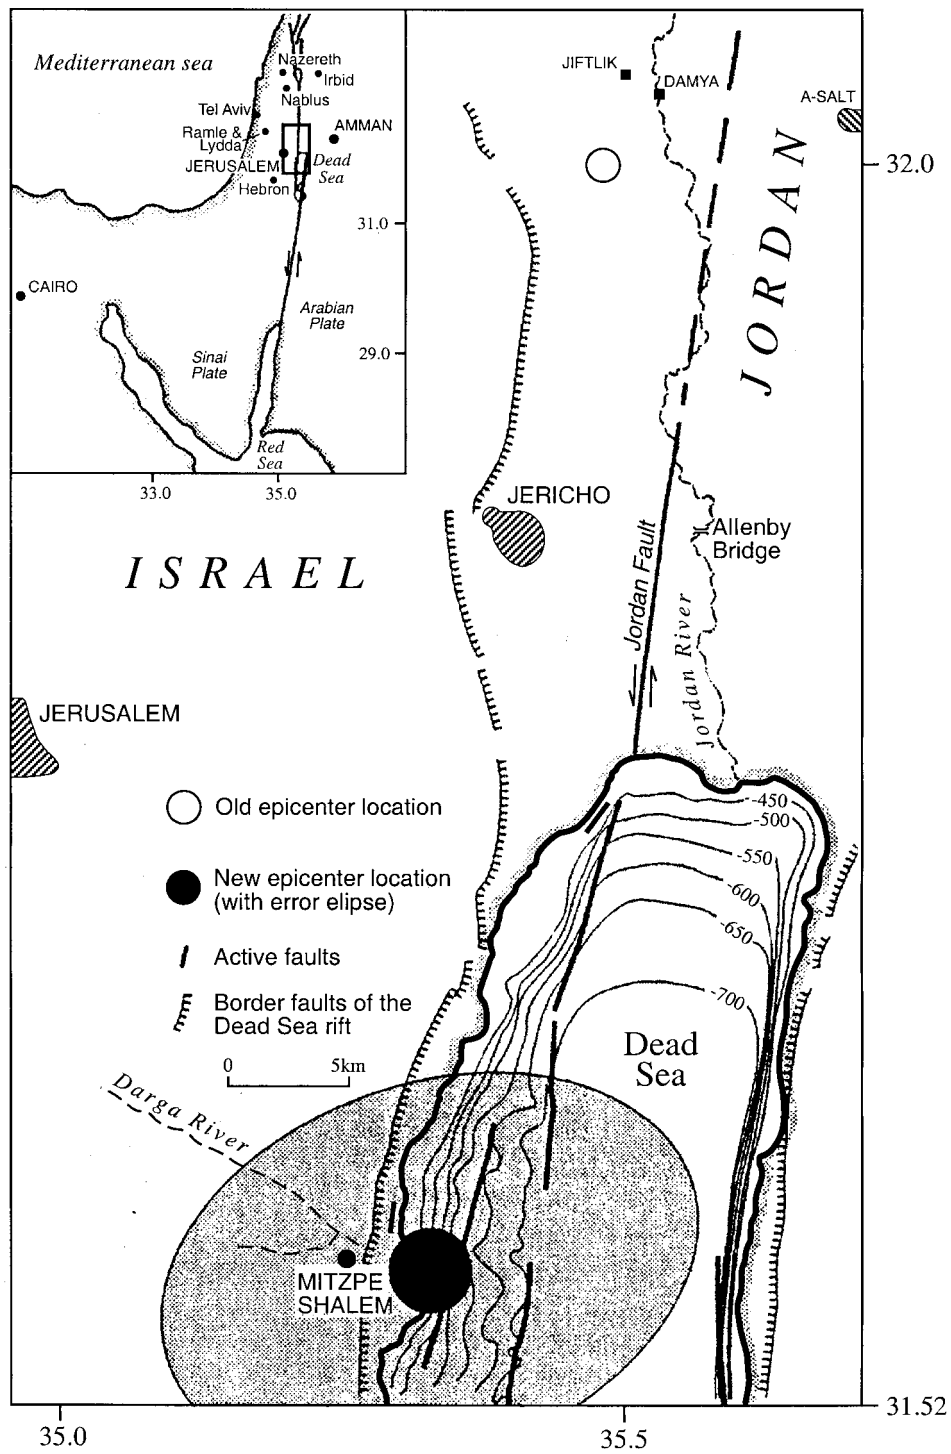 Mediterranean sea
Nazereth
Irbid
Nablus
Tel Aviv
Ramle &
Lydda
AMMAN
JERUSALEM
Dead
Sea
Hebron
31.0
CAIRO
Arabian
Plate
29.0
Sinai
Plate
Red
Sea
33.0
35.0
JIFTLIK
DAMYA
A-SALT
32.0
JORDAN
JERICHO
Allenby
Bridge
ISRAEL
Jordan Fault
Jordan River
JERUSALEM
Old epicenter location
New epicenter location
(with error elipse)
Active faults
Border faults of the
Dead Sea rift
0
5km
-450
-500
-550
-600
-650
-700
Dead
Sea
Darga River
MITZPE
SHALEM
31.52
35.0
35.5